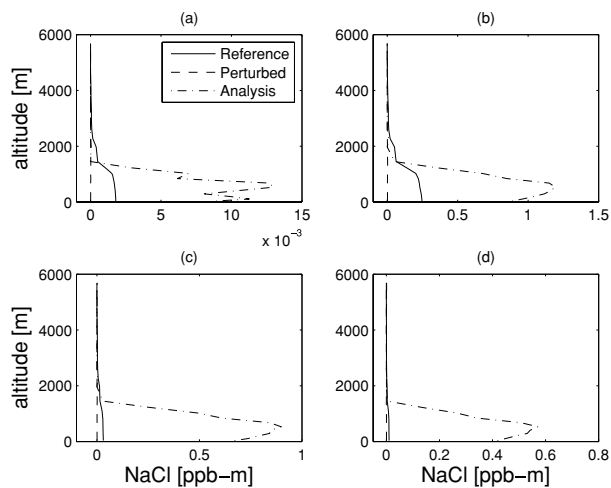 (a)
(b)
6000
4000
2000
0
altitude [m]
Reference
Perturbed
Analysis
0
5
10
15
x 10⁻³
6000
4000
2000
0
0
0.5
1
1.5
(c)
(d)
6000
4000
2000
0
altitude [m]
0
0.5
1
NaCl [ppb−m]
6000
4000
2000
0
0
0.2
0.4
0.6
0.8
NaCl [ppb−m]